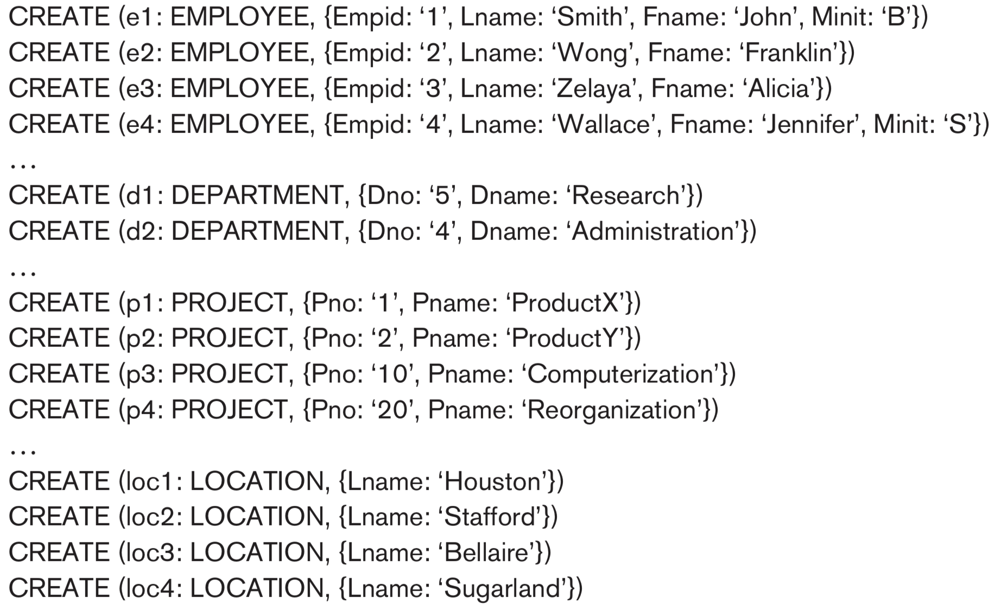 CREATE (e1: EMPLOYEE, {Empid: ‘1’, Lname: ‘Smith’, Fname: ‘John’, Minit: ‘B’})
CREATE (e2: EMPLOYEE, {Empid: ‘2’, Lname: ‘Wong’, Fname: ‘Franklin’})
CREATE (e3: EMPLOYEE, {Empid: ‘3’, Lname: ‘Zelaya’, Fname: ‘Alicia’})
CREATE (e4: EMPLOYEE, {Empid: ‘4’, Lname: ‘Wallace’, Fname: ‘Jennifer’, Minit: ‘S’})
…
CREATE (d1: DEPARTMENT, {Dno: ‘5’, Dname: ‘Research’})
CREATE (d2: DEPARTMENT, {Dno: ‘4’, Dname: ‘Administration’})
…
CREATE (p1: PROJECT, {Pno: ‘1’, Pname: ‘ProductX’})
CREATE (p2: PROJECT, {Pno: ‘2’, Pname: ‘ProductY’})
CREATE (p3: PROJECT, {Pno: ‘10’, Pname: ‘Computerization’})
CREATE (p4: PROJECT, {Pno: ‘20’, Pname: ‘Reorganization’})
…
CREATE (loc1: LOCATION, {Lname: ‘Houston’})
CREATE (loc2: LOCATION, {Lname: ‘Stafford’})
CREATE (loc3: LOCATION, {Lname: ‘Bellaire’})
CREATE (loc4: LOCATION, {Lname: ‘Sugarland’})